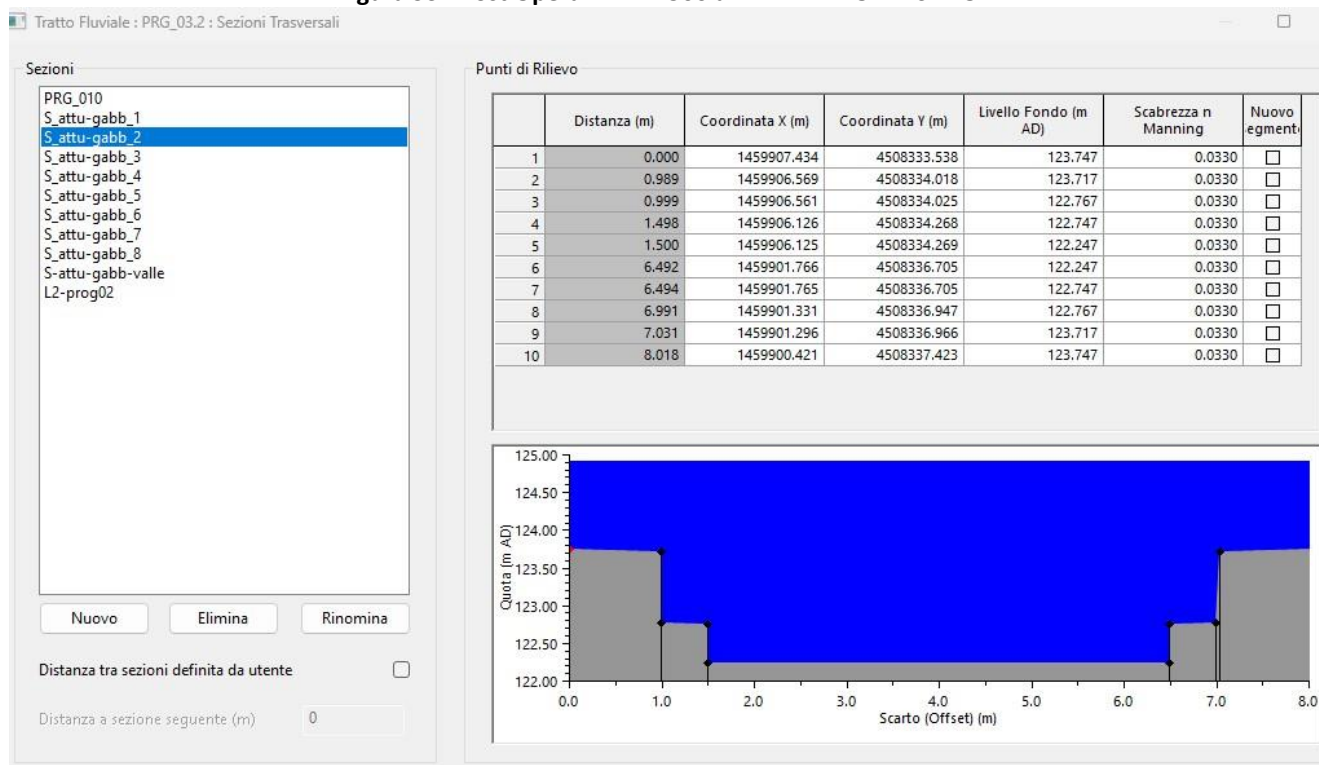 Tratto Fluviale : PRG_03.2 : Sezioni Trasversali
Sezioni
PRG_010
S_attu-gabb_1
S_attu-gabb_2
S_attu-gabb_3
S_attu-gabb_4
S_attu-gabb_5
S_attu-gabb_6
S_attu-gabb_7
S_attu-gabb_8
S-attu-gabb-valle
L2-prog02
Nuovo Elimina Rinomina
Distanza tra sezioni definita da utente
Distanza a sezione seguente (m) 0
Punti di Rilievo
Distanza (m) Coordinata X (m) Coordinata Y (m) Livello Fondo (m AD) Scabrezza n Manning Nuovo egment
1 0.000 1459907.434 4508333.538 123.747 0.0330
2 0.989 1459906.569 4508334.018 123.717 0.0330
3 0.999 1459906.561 4508334.025 122.767 0.0330
4 1.498 1459906.126 4508334.268 122.747 0.0330
5 1.500 1459906.125 4508334.269 122.247 0.0330
6 6.492 1459901.766 4508336.705 122.247 0.0330
7 6.494 1459901.765 4508336.705 122.747 0.0330
8 6.991 1459901.331 4508336.947 122.767 0.0330
9 7.031 1459901.296 4508336.966 123.717 0.0330
10 8.018 1459900.421 4508337.423 123.747 0.0330
125.00
124.50
124.00
123.50
123.00
122.50
122.00
Quota (m AD)
0.0 1.0 2.0 3.0 4.0 5.0 6.0 7.0 8.0
Scarto (Offset) (m)